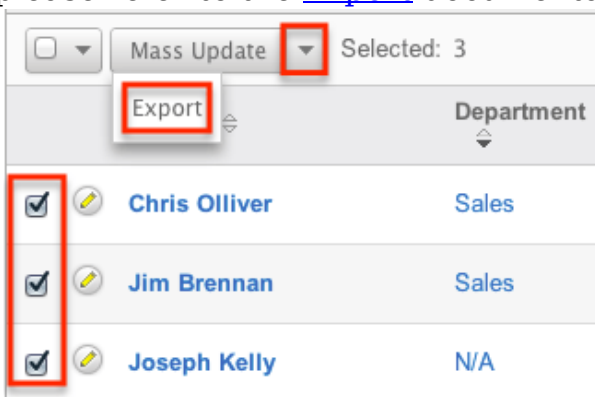 Mass Update Selected: 3
Export
Department
Chris Olliver Sales
Jim Brennan Sales
Joseph Kelly N/A